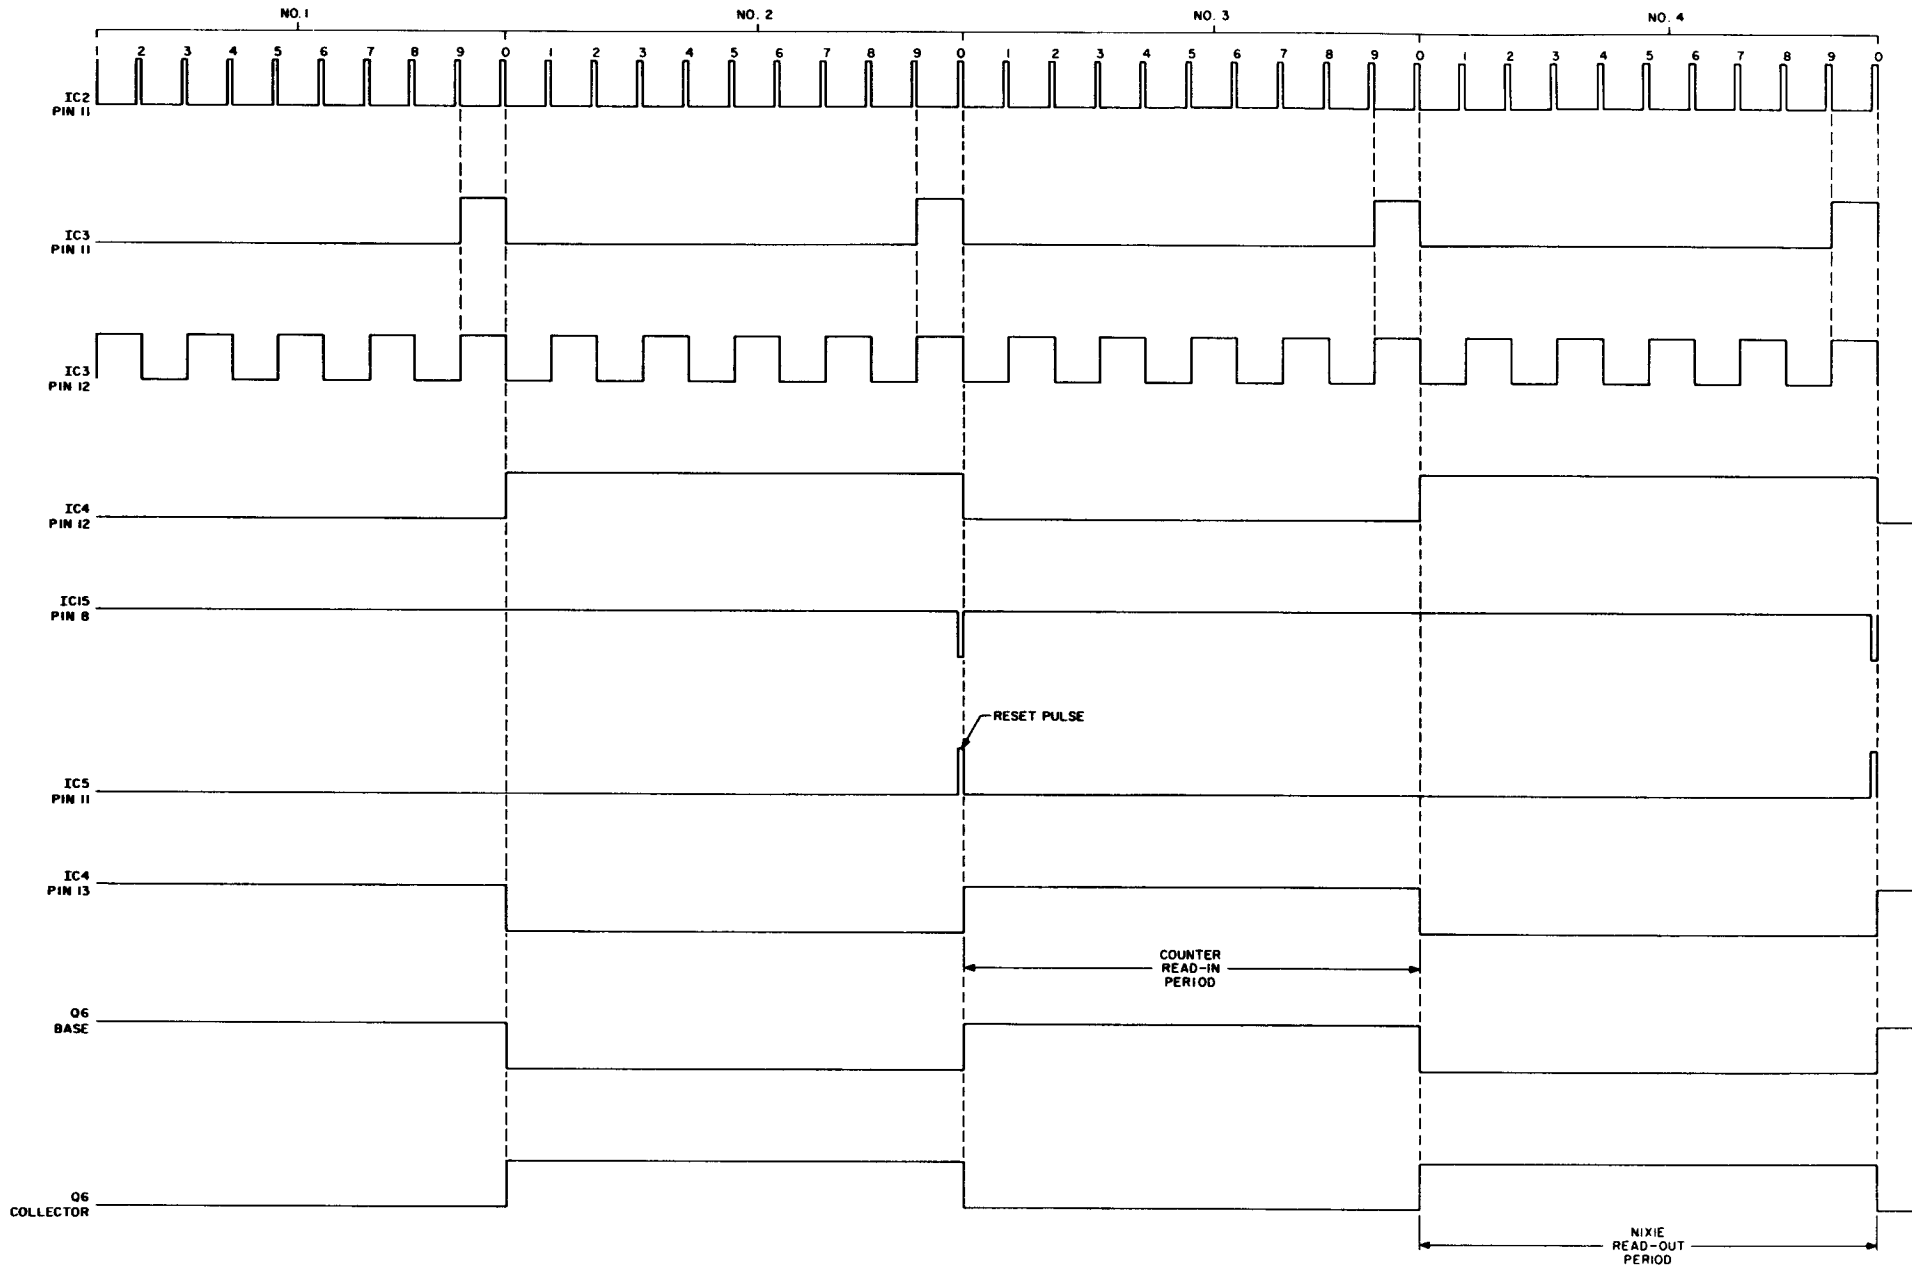 NO. 1 NO. 2 NO. 3 NO. 4
1 2 3 4 5 6 7 8 9 0 1 2 3 4 5 6 7 8 9 0 1 2 3 4 5 6 7 8 9 0 1 2 3 4 5 6 7 8 9 0
IC2
PIN 11
IC3
PIN 11
IC3
PIN 12
IC4
PIN 12
IC15
PIN 8
RESET PULSE
IC5
PIN 11
IC4
PIN 13
COUNTER
READ-IN
PERIOD
Q6
BASE
Q6
COLLECTOR
NIXIE
READ-OUT
PERIOD